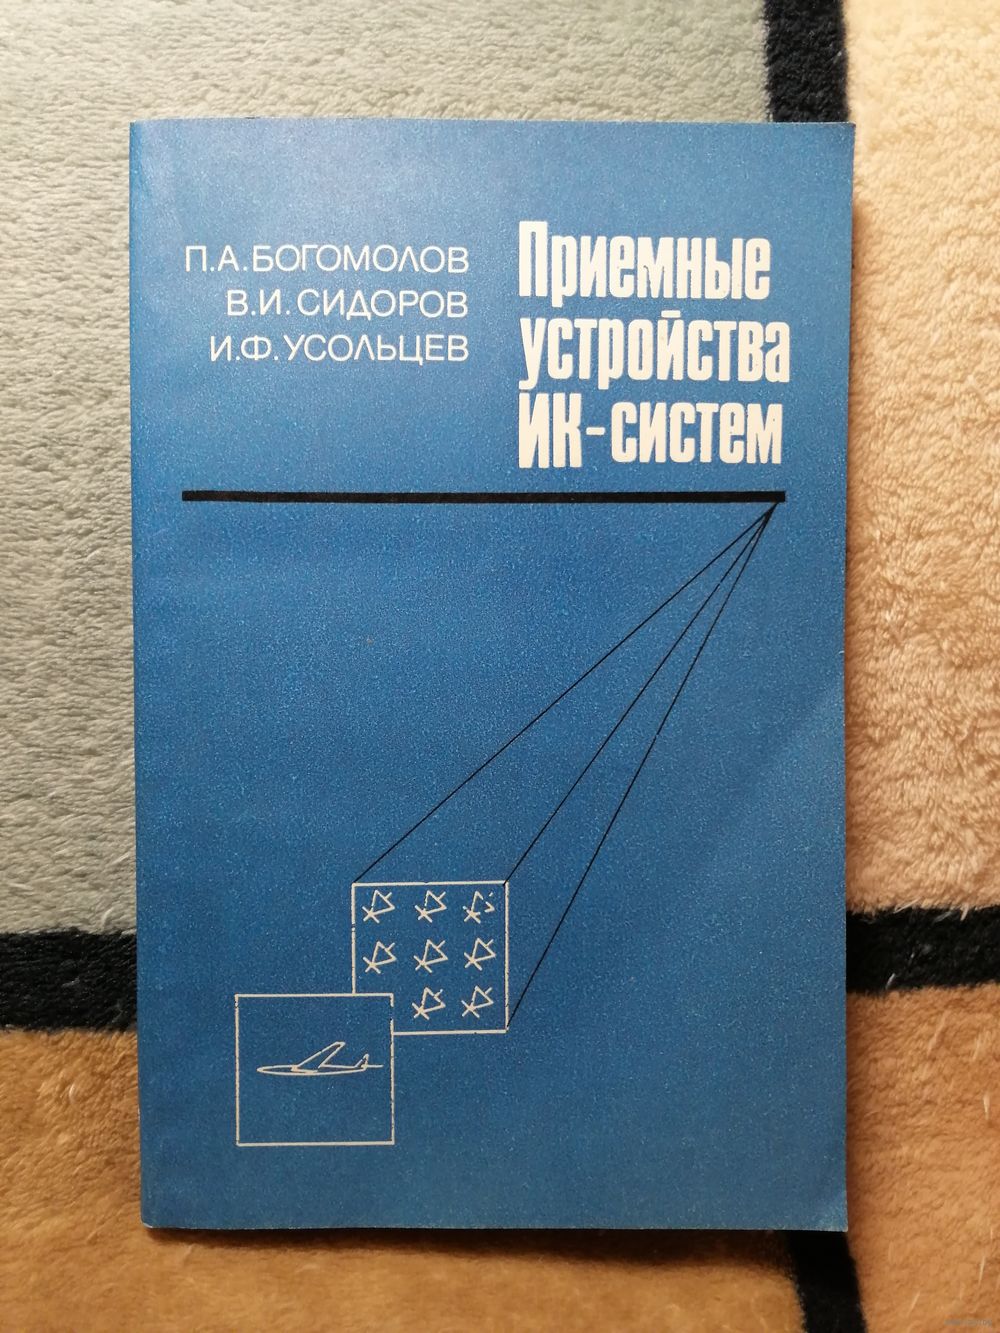 П.А.БОГОМОЛОВ
В.И.СИДОРОВ
И.Ф.УСОЛЬЦЕВ
Приемные
устройства
ИК-систем